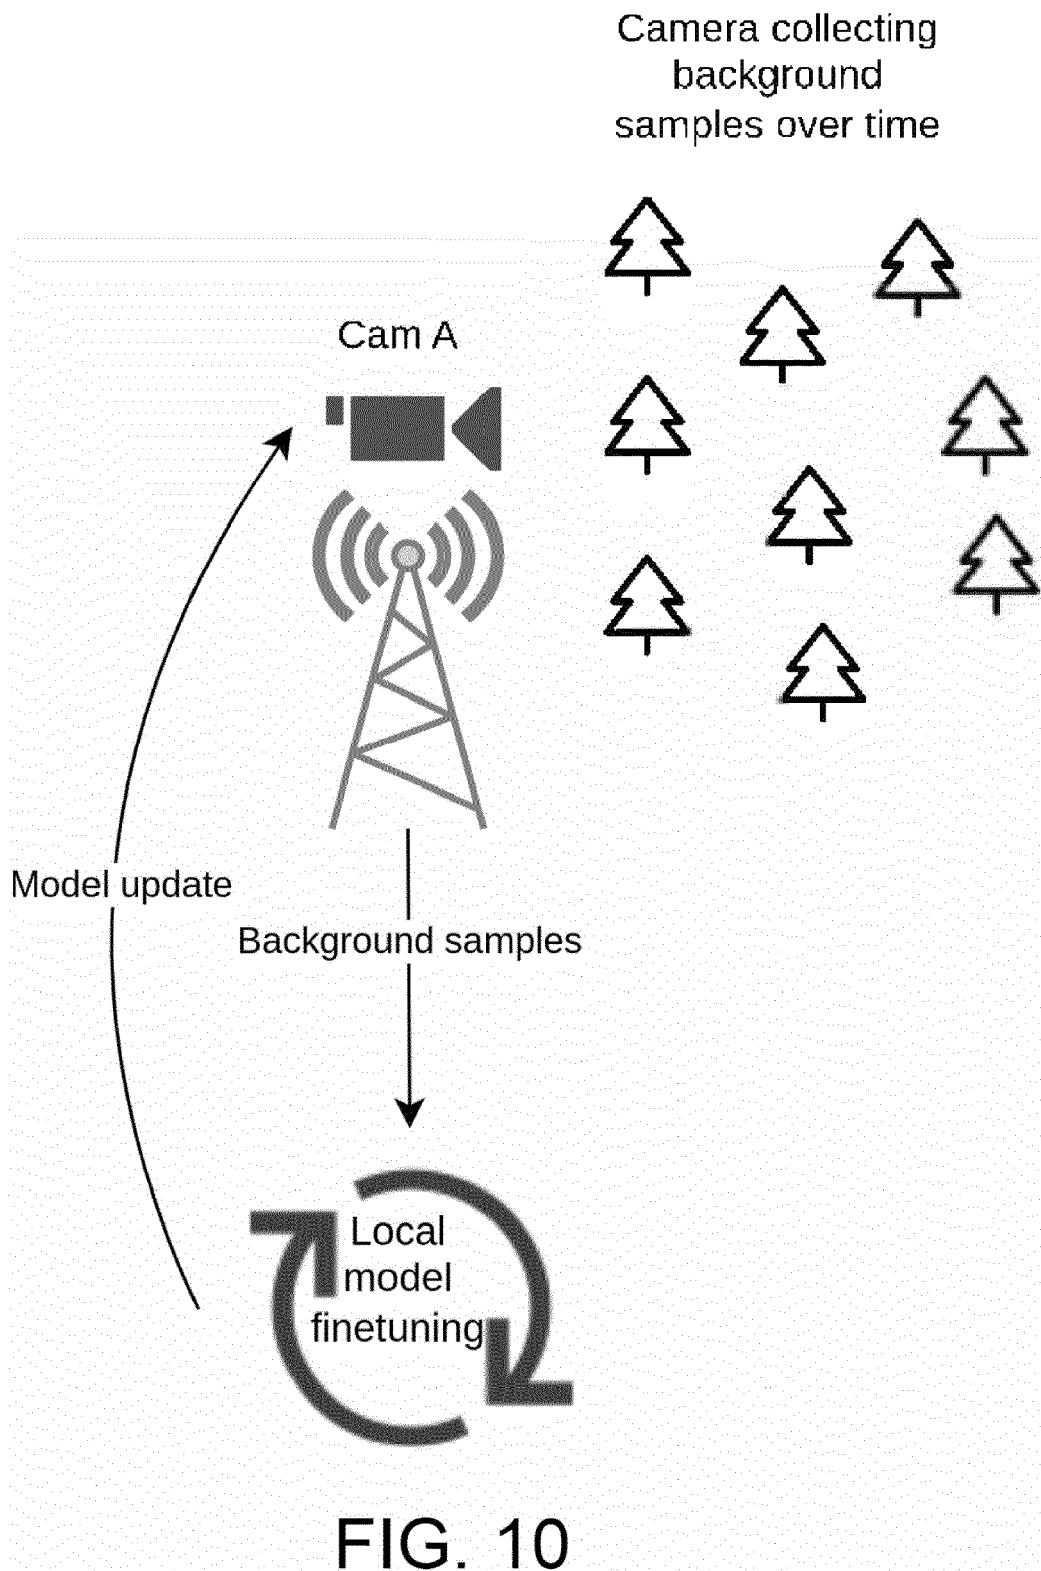 Camera collecting
background
samples over time
Cam A
Model update
Background samples
Local
model
finetuning
FIG. 10